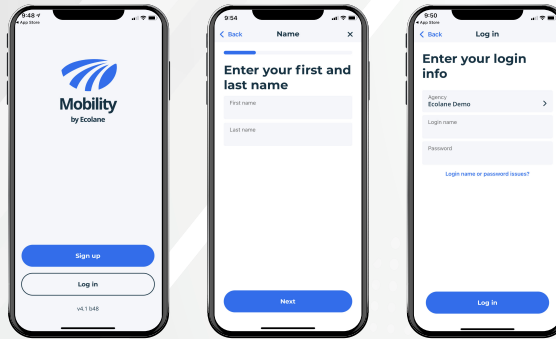 9:48
App Store
Mobility
by Ecolane
Sign up
Log in
v4.1 b48
9:54
App Store
Back
Name
Enter your first and
last name
First name
Last name
Next
9:50
App Store
Back
Log in
Enter your login
info
Agency
Ecolane Demo
Login name
Password
Login name or password issues?
Log in